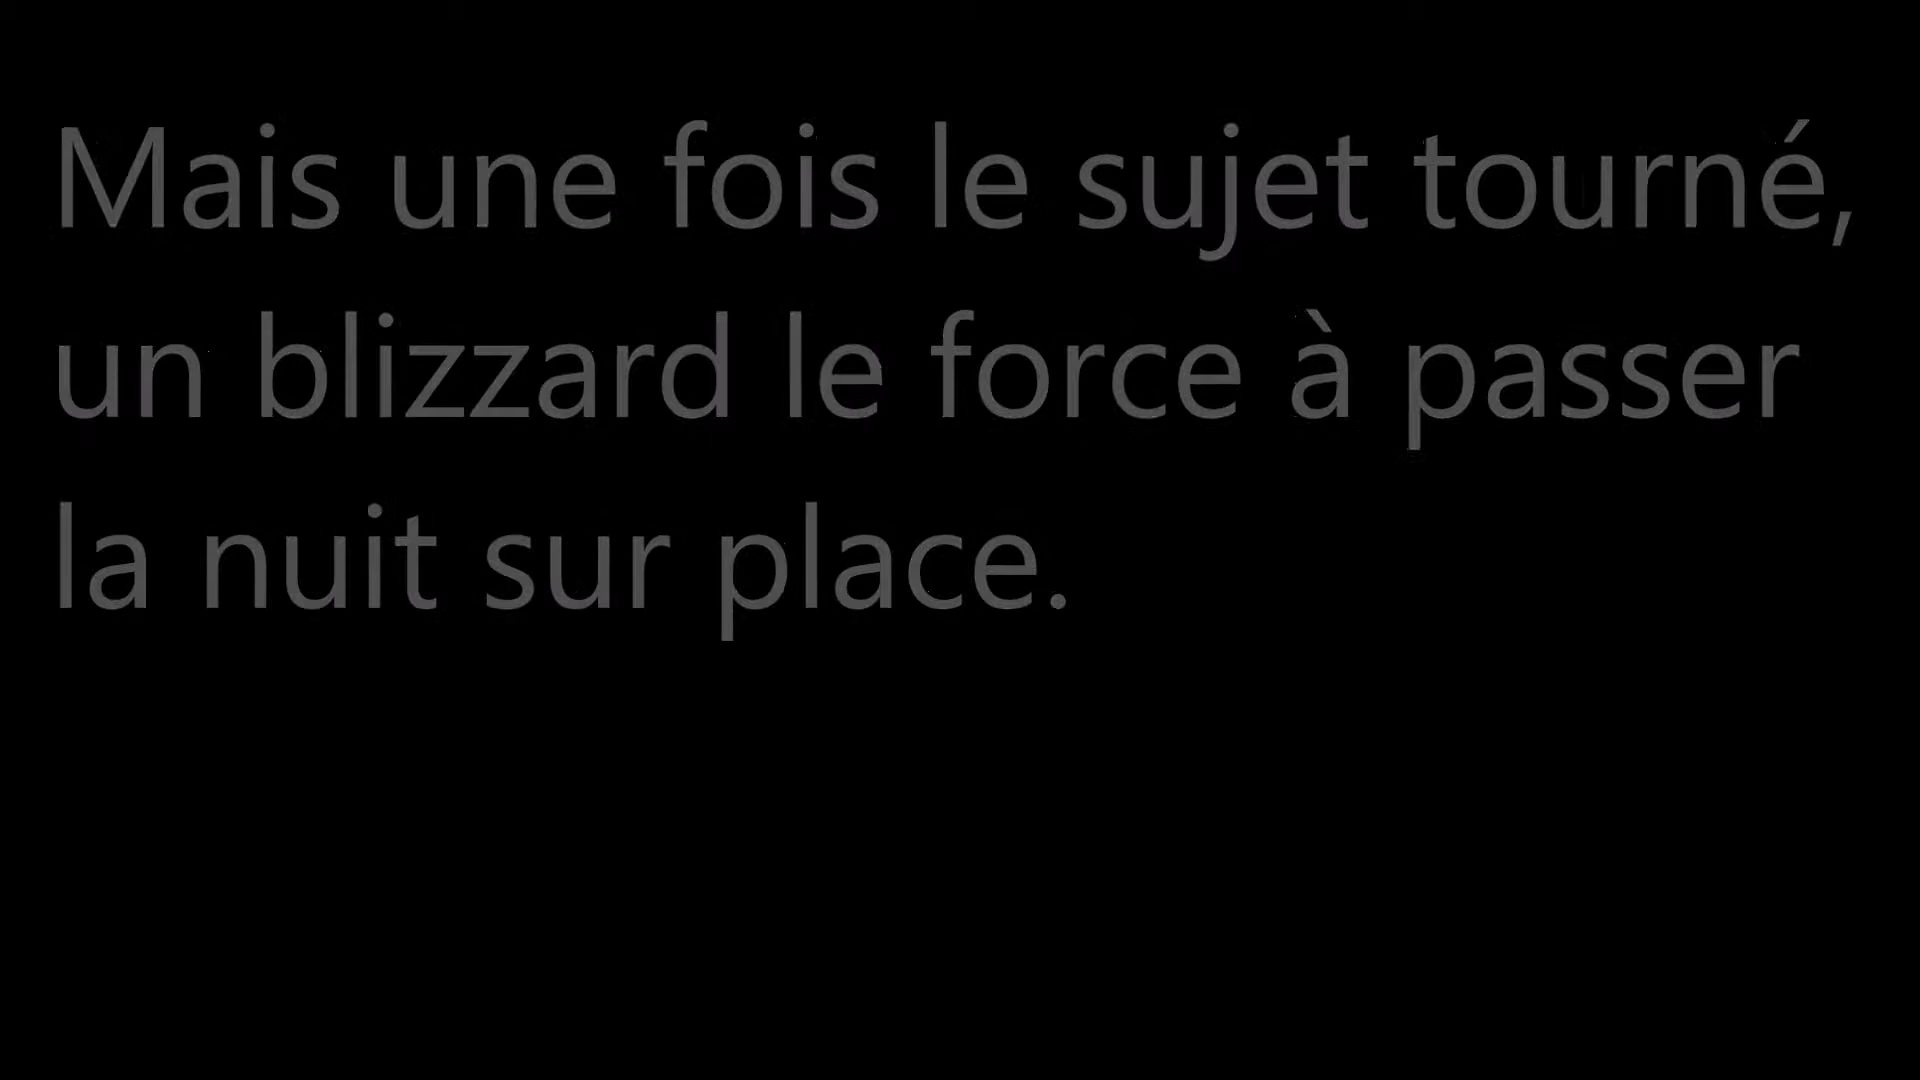 Mais une fois le sujet tourné,
un blizzard le force à passer
la nuit sur place.